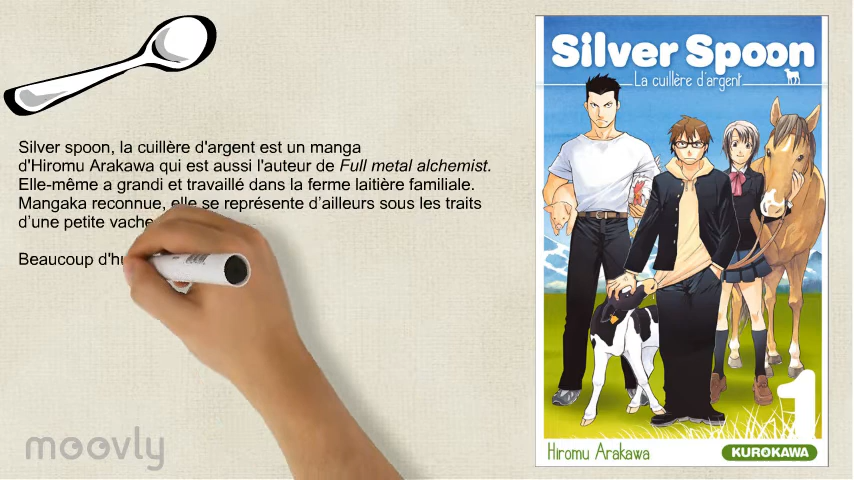 Silver spoon, la cuillère d'argent est un manga
d'Hiromu Arakawa qui est aussi l'auteur de Full metal alchemist.
Elle-même a grandi et travaillé dans la ferme laitière familiale.
Mangaka reconnue, elle se représente d'ailleurs sous les traits
d'une petite vache
Beaucoup d'hu
moovly
Silver Spoon
La cuillère d'argent
1
Hiromu Arakawa
KUROKAWA